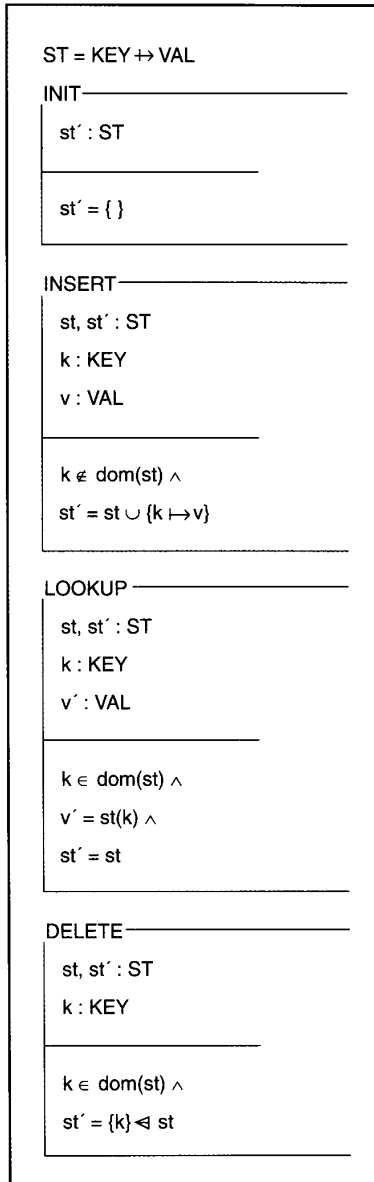 ST = KEY ⇸ VAL
INIT
st´ : ST
st´ = { }
INSERT
st, st´ : ST
k : KEY
v : VAL
k ∉ dom(st) ∧
st´ = st ∪ {k ↦ v}
LOOKUP
st, st´ : ST
k : KEY
v´ : VAL
k ∈ dom(st) ∧
v´ = st(k) ∧
st´ = st
DELETE
st, st´ : ST
k : KEY
k ∈ dom(st) ∧
st´ = {k} ⩤ st